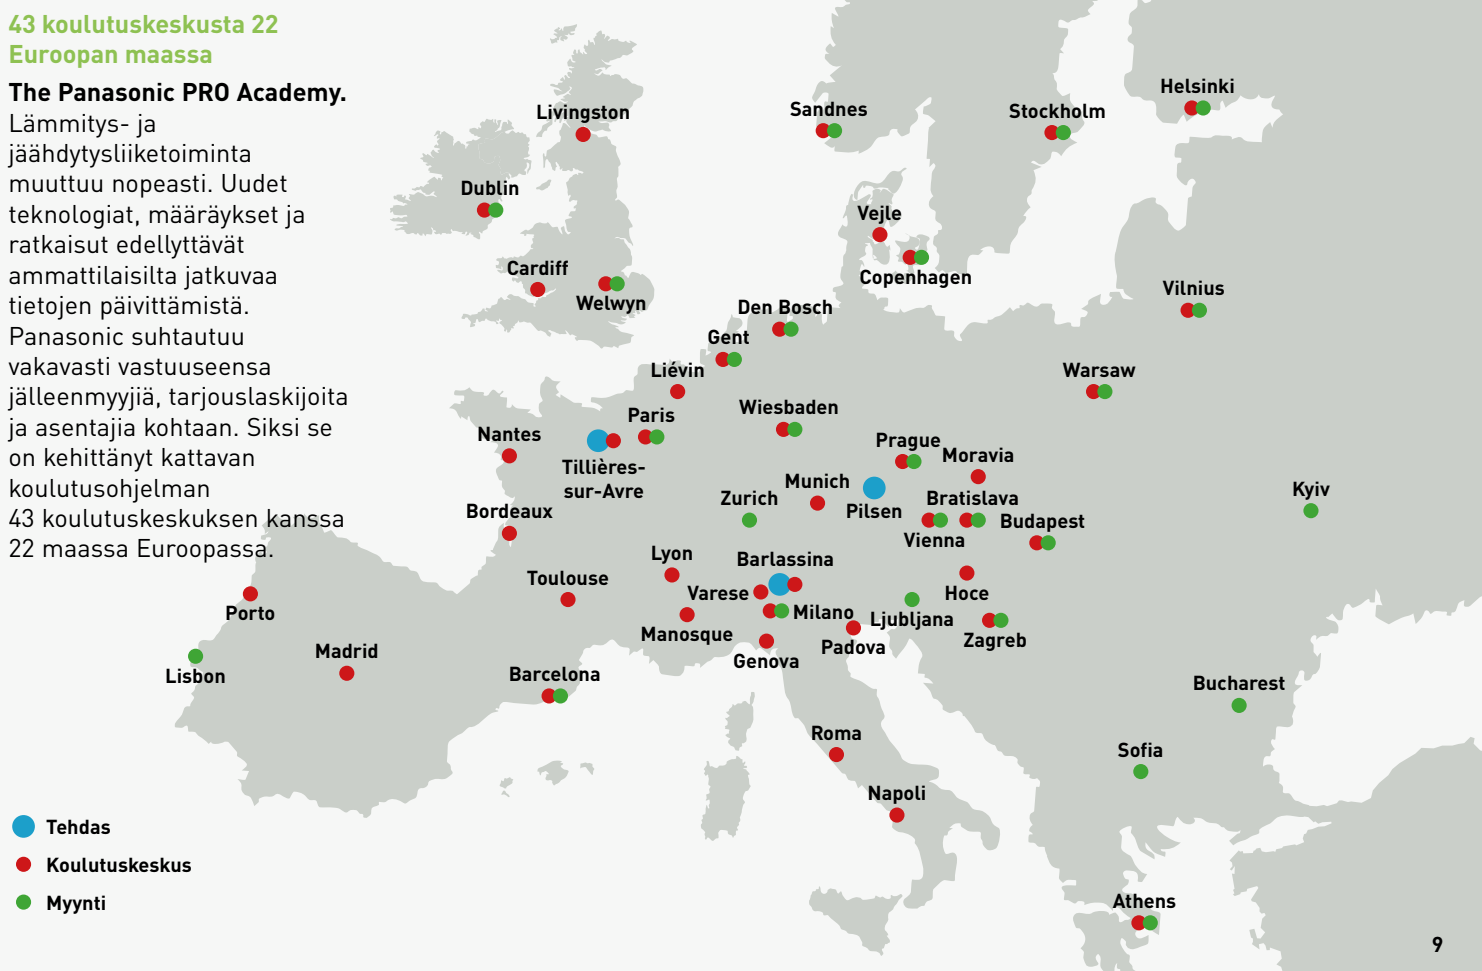 43 koulutuskeskusta 22
Euroopan maassa
The Panasonic PRO Academy.
Lämmitys- ja
jäähdytysliiketoiminta
muuttuu nopeasti. Uudet
teknologiat, määräykset ja
ratkaisut edellyttävät
ammattilaisilta jatkuvaa
tietojen päivittämistä.
Panasonic suhtautuu
vakavasti vastuuseensa
jälleenmyyjiä, tarjouslaskijoita
ja asentajia kohtaan. Siksi se
on kehittänyt kattavan
koulutusohjelman
43 koulutuskeskuksen kanssa
22 maassa Euroopassa.
Helsinki
Sandnes
Stockholm
Livingston
Dublin
Vejle
Cardiff
Copenhagen
Welwyn
Vilnius
Den Bosch
Gent
Liévin
Warsaw
Wiesbaden
Paris
Nantes
Prague
Moravia
Tillières-
sur-Avre
Munich
Kyiv
Zurich
Bratislava
Pilsen
Bordeaux
Budapest
Vienna
Lyon
Barlassina
Toulouse
Varese
Hoce
Porto
Milano
Ljubljana
Manosque
Zagreb
Padova
Madrid
Genova
Lisbon
Barcelona
Bucharest
Roma
Sofia
Napoli
Athens
Tehdas
Koulutuskeskus
Myynti
9